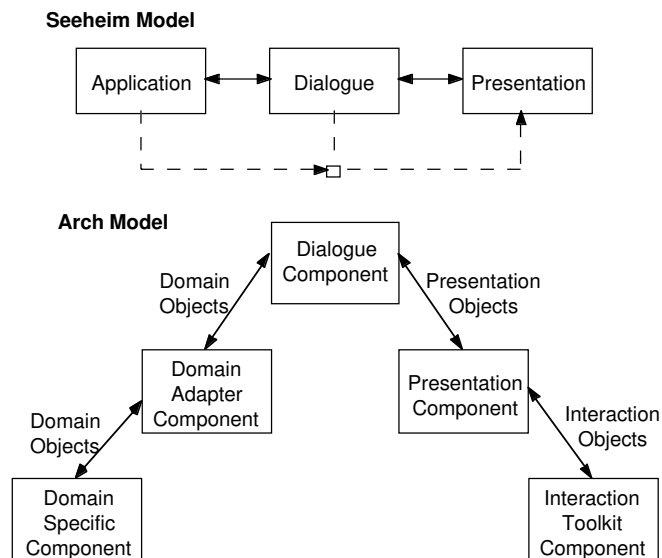 Seeheim Model
Application
Dialogue
Presentation
Arch Model
Dialogue
Component
Domain
Objects
Presentation
Objects
Domain
Adapter
Component
Presentation
Component
Domain
Objects
Interaction
Objects
Domain
Specific
Component
Interaction
Toolkit
Component